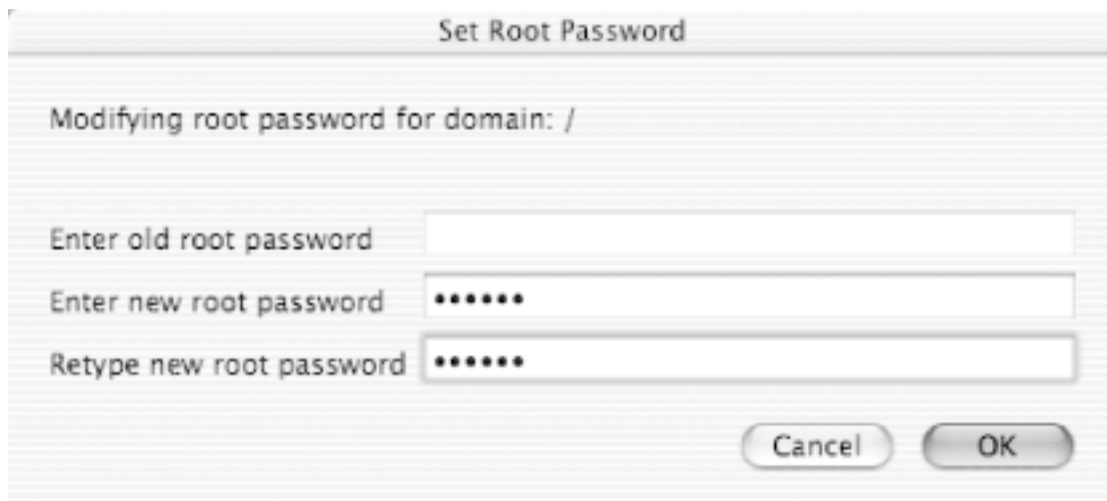 Set Root Password
Modifying root password for domain: /
Enter old root password
Enter new root password ••••••
Retype new root password ••••••
Cancel OK